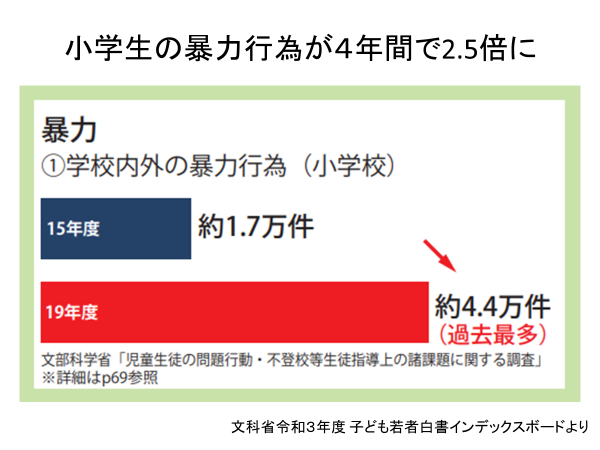 小学生の暴力行為が４年間で2.5倍に
暴力
①学校内外の暴力行為（小学校）
15年度
約1.7万件
19年度
約4.4万件
（過去最多）
文部科学省「児童生徒の問題行動・不登校等生徒指導上の諸課題に関する調査」
※詳細はp69参照
文科省令和３年度 子ども若者白書インデックスボードより